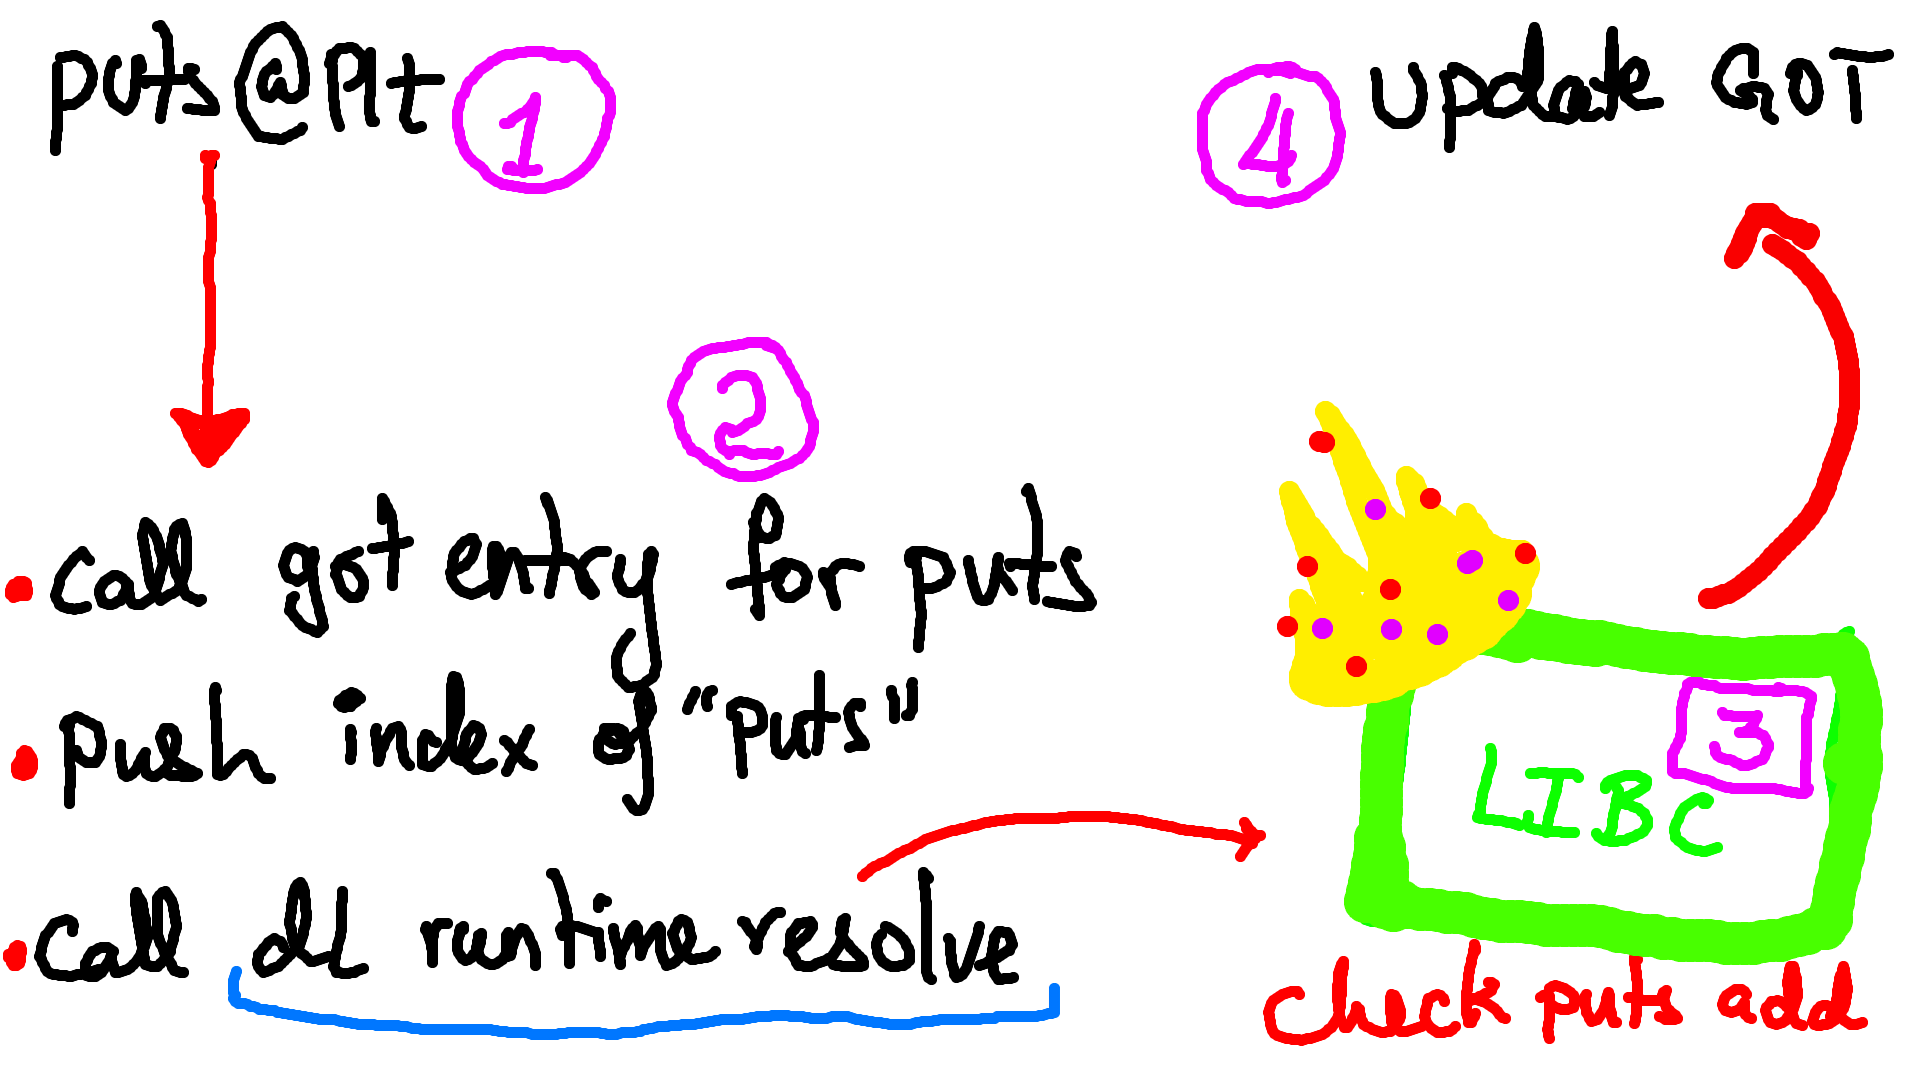 puts@plt 1
4 update GOT
2
• call got entry for puts
• push index of "puts"
• call dl runtime resolve
3
LIBC
check puts add